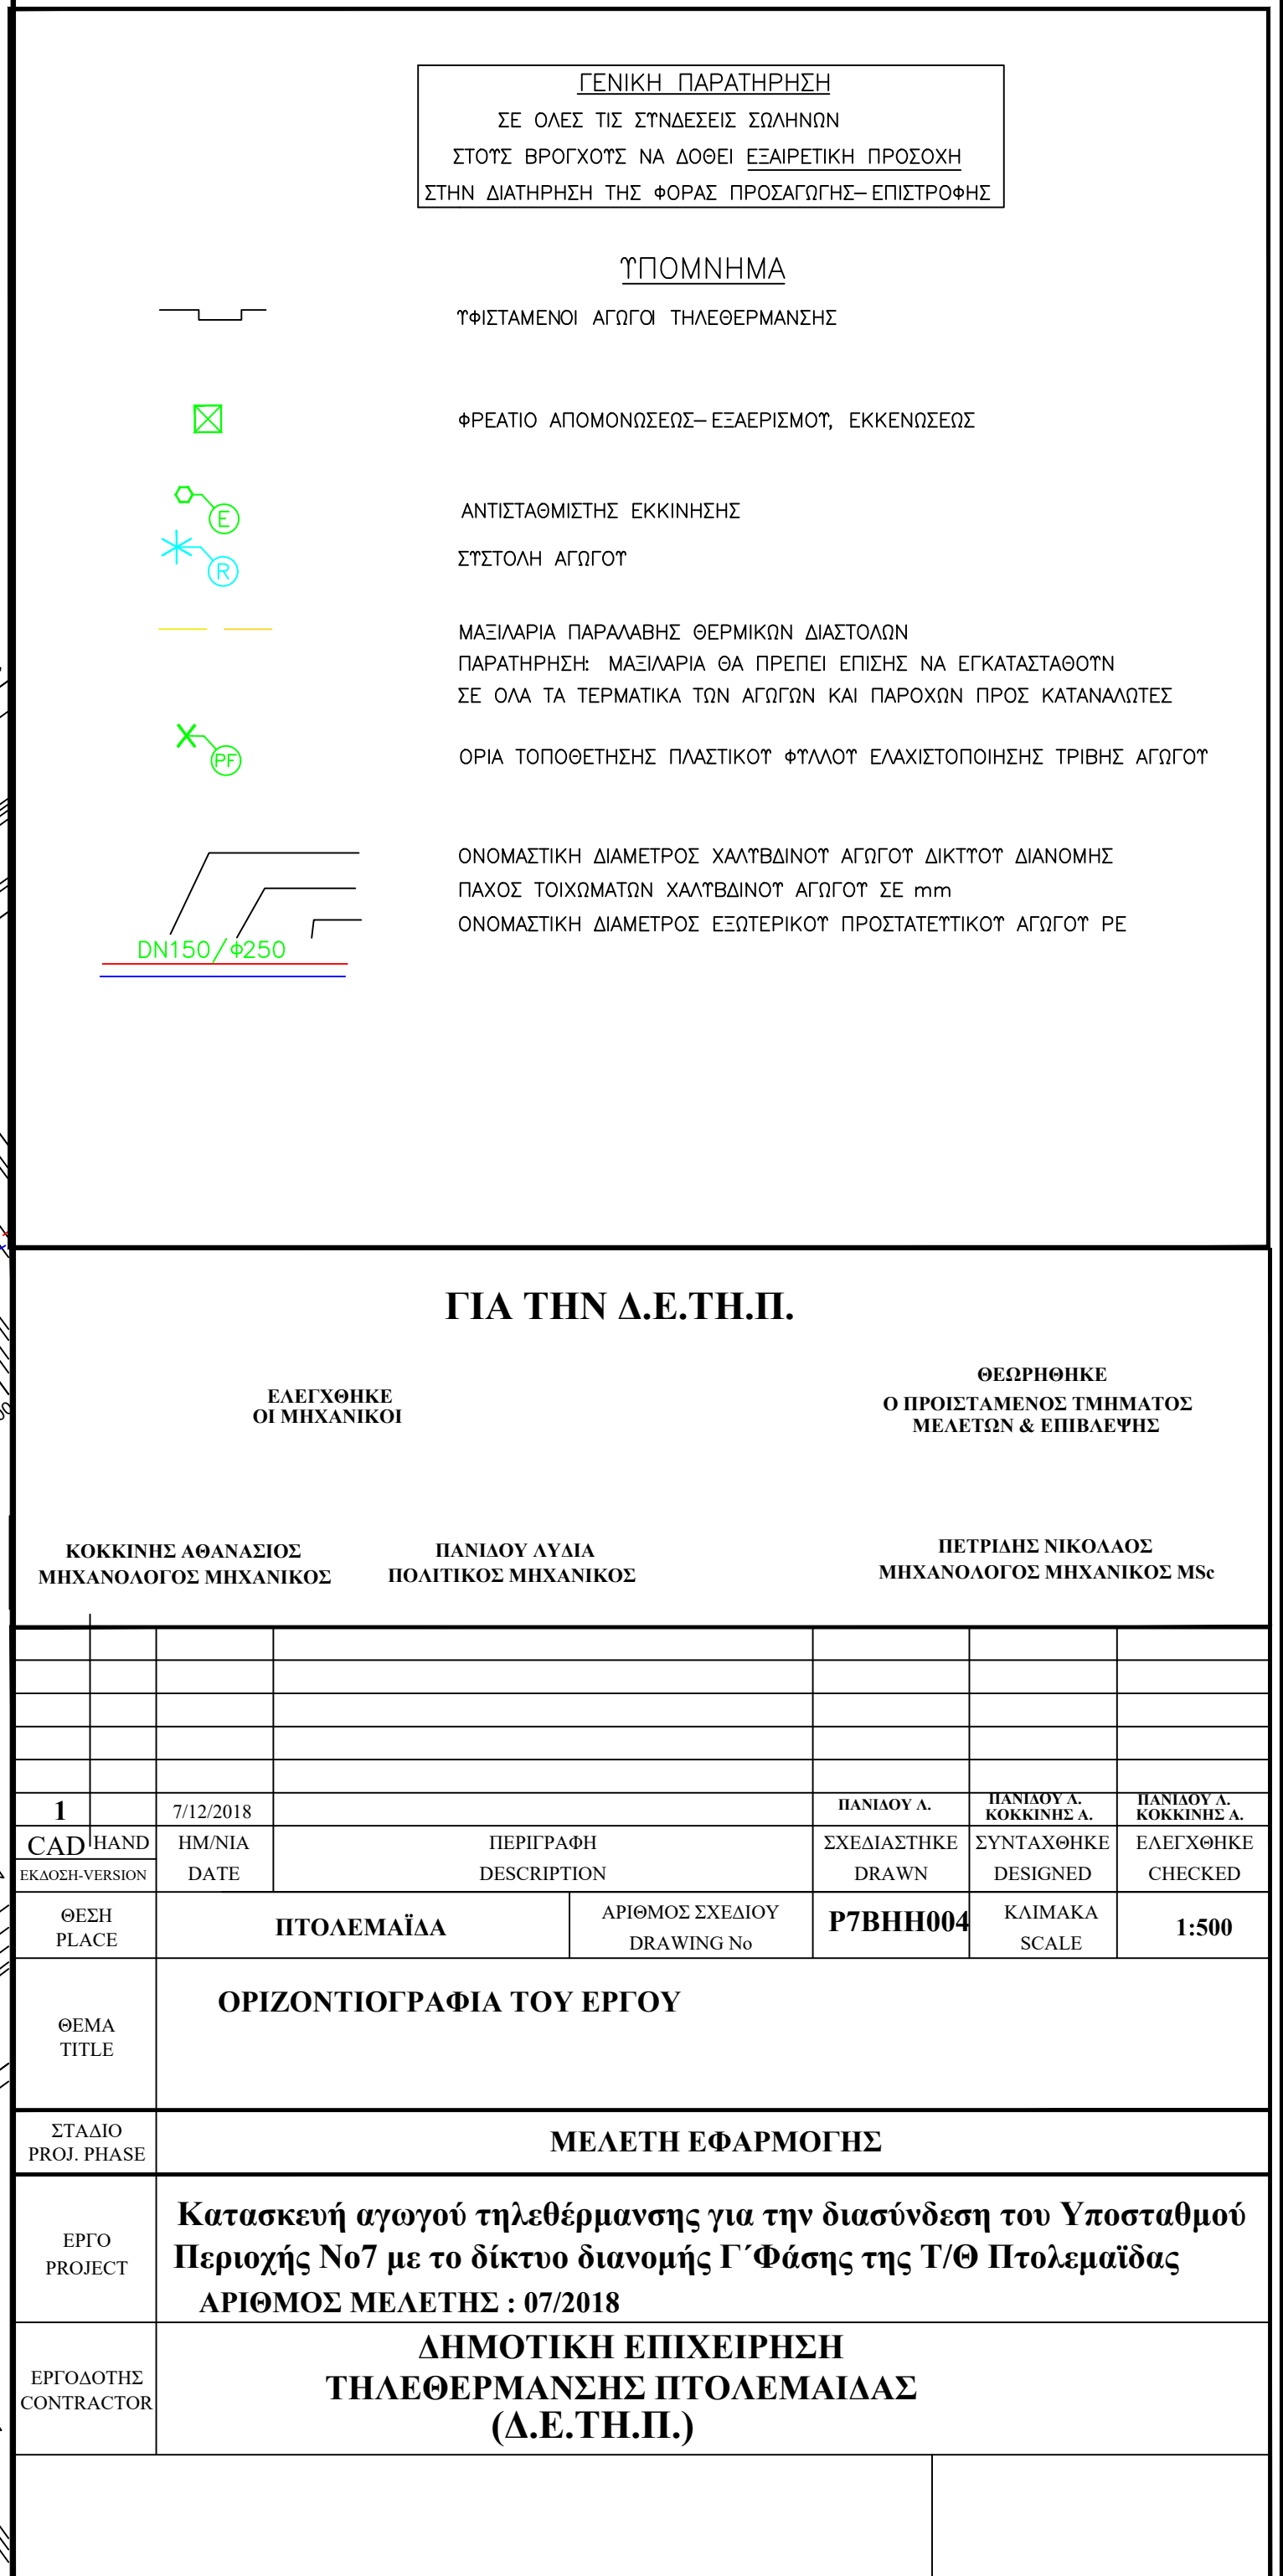 ΓΕΝΙΚΗ ΠΑΡΑΤΗΡΗΣΗ
ΣΕ ΟΛΕΣ ΤΙΣ ΣΥΝΔΕΣΕΙΣ ΣΩΛΗΝΩΝ
ΣΤΟΥΣ ΒΡΟΓΧΟΥΣ ΝΑ ΔΟΘΕΙ ΕΞΑΙΡΕΤΙΚΗ ΠΡΟΣΟΧΗ
ΣΤΗΝ ΔΙΑΤΗΡΗΣΗ ΤΗΣ ΦΟΡΑΣ ΠΡΟΣΑΓΩΓΗΣ–ΕΠΙΣΤΡΟΦΗΣ
ΥΠΟΜΝΗΜΑ
ΥΦΙΣΤΑΜΕΝΟΙ ΑΓΩΓΟΙ ΤΗΛΕΘΕΡΜΑΝΣΗΣ
ΦΡΕΑΤΙΟ ΑΠΟΜΟΝΩΣΕΩΣ–ΕΞΑΕΡΙΣΜΟΥ, ΕΚΚΕΝΩΣΕΩΣ
E
ΑΝΤΙΣΤΑΘΜΙΣΤΗΣ ΕΚΚΙΝΗΣΗΣ
R
ΣΥΣΤΟΛΗ ΑΓΩΓΟΥ
ΜΑΞΙΛΑΡΙΑ ΠΑΡΑΛΑΒΗΣ ΘΕΡΜΙΚΩΝ ΔΙΑΣΤΟΛΩΝ
ΠΑΡΑΤΗΡΗΣΗ: ΜΑΞΙΛΑΡΙΑ ΘΑ ΠΡΕΠΕΙ ΕΠΙΣΗΣ ΝΑ ΕΓΚΑΤΑΣΤΑΘΟΥΝ
ΣΕ ΟΛΑ ΤΑ ΤΕΡΜΑΤΙΚΑ ΤΩΝ ΑΓΩΓΩΝ ΚΑΙ ΠΑΡΟΧΩΝ ΠΡΟΣ ΚΑΤΑΝΑΛΩΤΕΣ
PF
ΟΡΙΑ ΤΟΠΟΘΕΤΗΣΗΣ ΠΛΑΣΤΙΚΟΥ ΦΥΛΛΟΥ ΕΛΑΧΙΣΤΟΠΟΙΗΣΗΣ ΤΡΙΒΗΣ ΑΓΩΓΟΥ
ΟΝΟΜΑΣΤΙΚΗ ΔΙΑΜΕΤΡΟΣ ΧΑΛΥΒΔΙΝΟΥ ΑΓΩΓΟΥ ΔΙΚΤΥΟΥ ΔΙΑΝΟΜΗΣ
ΠΑΧΟΣ ΤΟΙΧΩΜΑΤΩΝ ΧΑΛΥΒΔΙΝΟΥ ΑΓΩΓΟΥ ΣΕ mm
ΟΝΟΜΑΣΤΙΚΗ ΔΙΑΜΕΤΡΟΣ ΕΞΩΤΕΡΙΚΟΥ ΠΡΟΣΤΑΤΕΥΤΙΚΟΥ ΑΓΩΓΟΥ PE
DN150/Φ250
ΓΙΑ ΤΗΝ Δ.Ε.ΤΗ.Π.
ΕΛΕΓΧΘΗΚΕ
ΟΙ ΜΗΧΑΝΙΚΟΙ
ΘΕΩΡΗΘΗΚΕ
Ο ΠΡΟΙΣΤΑΜΕΝΟΣ ΤΜΗΜΑΤΟΣ
ΜΕΛΕΤΩΝ & ΕΠΙΒΛΕΨΗΣ
ΚΟΚΚΙΝΗΣ ΑΘΑΝΑΣΙΟΣ
ΜΗΧΑΝΟΛΟΓΟΣ ΜΗΧΑΝΙΚΟΣ
ΠΑΝΙΔΟΥ ΛΥΔΙΑ
ΠΟΛΙΤΙΚΟΣ ΜΗΧΑΝΙΚΟΣ
ΠΕΤΡΙΔΗΣ ΝΙΚΟΛΑΟΣ
ΜΗΧΑΝΟΛΟΓΟΣ ΜΗΧΑΝΙΚΟΣ MSc
1 7/12/2018 ΠΑΝΙΔΟΥ Λ. ΠΑΝΙΔΟΥ Λ. ΠΑΝΙΔΟΥ Λ.
ΚΟΚΚΙΝΗΣ Α. ΚΟΚΚΙΝΗΣ Α.
CAD HAND ΗΜ/ΝΙΑ ΠΕΡΙΓΡΑΦΗ ΣΧΕΔΙΑΣΤΗΚΕ ΣΥΝΤΑΧΘΗΚΕ ΕΛΕΓΧΘΗΚΕ
ΕΚΔΟΣΗ-VERSION DATE DESCRIPTION DRAWN DESIGNED CHECKED
ΘΕΣΗ
PLACE
ΠΤΟΛΕΜΑΪΔΑ
ΑΡΙΘΜΟΣ ΣΧΕΔΙΟΥ
DRAWING No
P7BHH004
ΚΛΙΜΑΚΑ
SCALE
1:500
ΘΕΜΑ
TITLE
ΟΡΙΖΟΝΤΙΟΓΡΑΦΙΑ ΤΟΥ ΕΡΓΟΥ
ΣΤΑΔΙΟ
PROJ. PHASE
ΜΕΛΕΤΗ ΕΦΑΡΜΟΓΗΣ
ΕΡΓΟ
PROJECT
Κατασκευή αγωγού τηλεθέρμανσης για την διασύνδεση του Υποσταθμού
Περιοχής Νο7 με το δίκτυο διανομής Γ΄Φάσης της Τ/Θ Πτολεμαϊδας
ΑΡΙΘΜΟΣ ΜΕΛΕΤΗΣ : 07/2018
ΕΡΓΟΔΟΤΗΣ
CONTRACTOR
ΔΗΜΟΤΙΚΗ ΕΠΙΧΕΙΡΗΣΗ
ΤΗΛΕΘΕΡΜΑΝΣΗΣ ΠΤΟΛΕΜΑΙΔΑΣ
(Δ.Ε.ΤΗ.Π.)